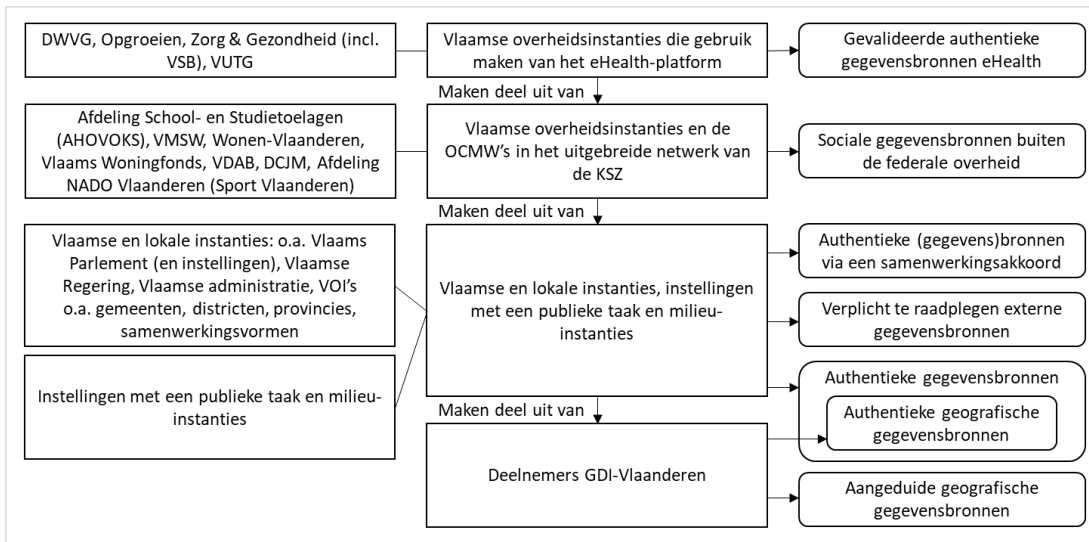 DWVG, Opgroeien, Zorg & Gezondheid (incl.
VSB), VUTG
Vlaamse overheidsinstanties die gebruik
maken van het eHealth-platform
Gevalideerde authentieke
gegevensbronnen eHealth
Maken deel uit van
Afdeling School- en Studietoelagen
(AHOVOKS), VMSW, Wonen-Vlaanderen,
Vlaams Woningfonds, VDAB, DCJM, Afdeling
NADO Vlaanderen (Sport Vlaanderen)
Vlaamse overheidsinstanties en de
OCMW's in het uitgebreide netwerk van
de KSZ
Sociale gegevensbronnen buiten
de federale overheid
Maken deel uit van
Vlaamse en lokale instanties: o.a. Vlaams
Parlement (en instellingen), Vlaamse
Regering, Vlaamse administratie, VOI's
o.a. gemeenten, districten, provincies,
samenwerkingsvormen
Instellingen met een publieke taak en milieu-
instanties
Vlaamse en lokale instanties, instellingen
met een publieke taak en milieu-
instanties
Authentieke (gegevens)bronnen
via een samenwerkingsakkoord
Verplicht te raadplegen externe
gegevensbronnen
Authentieke gegevensbronnen
Authentieke geografische
gegevensbronnen
Maken deel uit van
Deelnemers GDI-Vlaanderen
Aangeduide geografische
gegevensbronnen